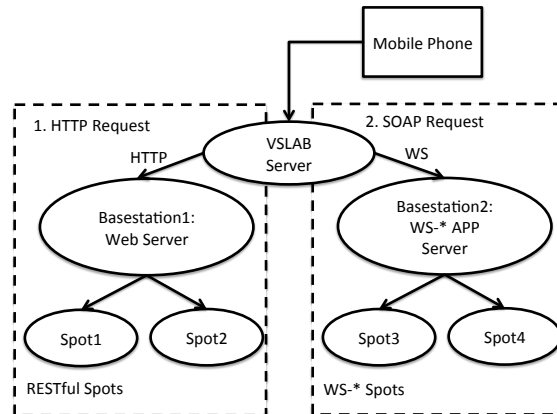 Mobile Phone
1. HTTP Request
2. SOAP Request
VSLAB
Server
HTTP
WS
Basestation1:
Web Server
Basestation2:
WS-* APP
Server
Spot1
Spot2
Spot3
Spot4
RESTful Spots
WS-* Spots